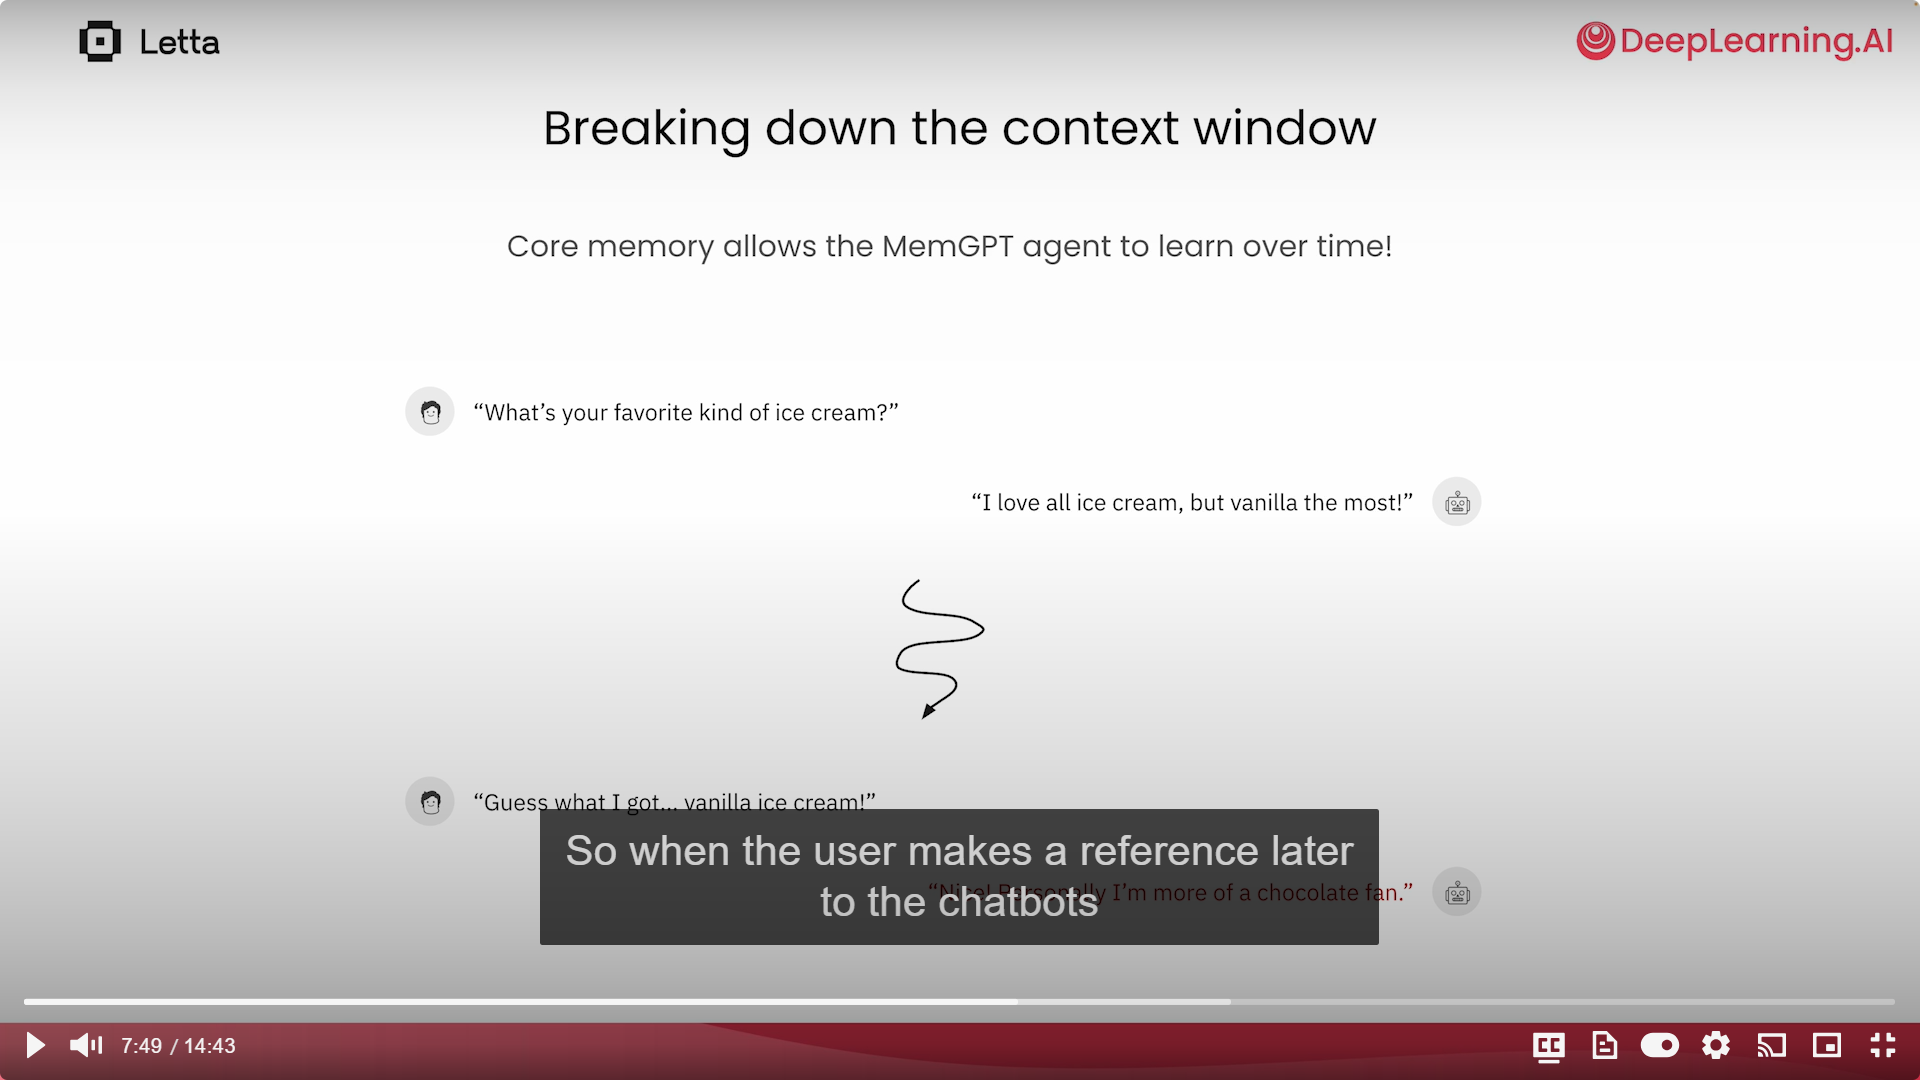 Letta
DeepLearning.AI
Breaking down the context window
Core memory allows the MemGPT agent to learn over time!
“What’s your favorite kind of ice cream?”
“I love all ice cream, but vanilla the most!”
“Guess what I got... vanilla ice cream!”
“Nice! Personally I’m more of a chocolate fan.”
So when the user makes a reference later
to the chatbots
7:49 / 14:43
CC